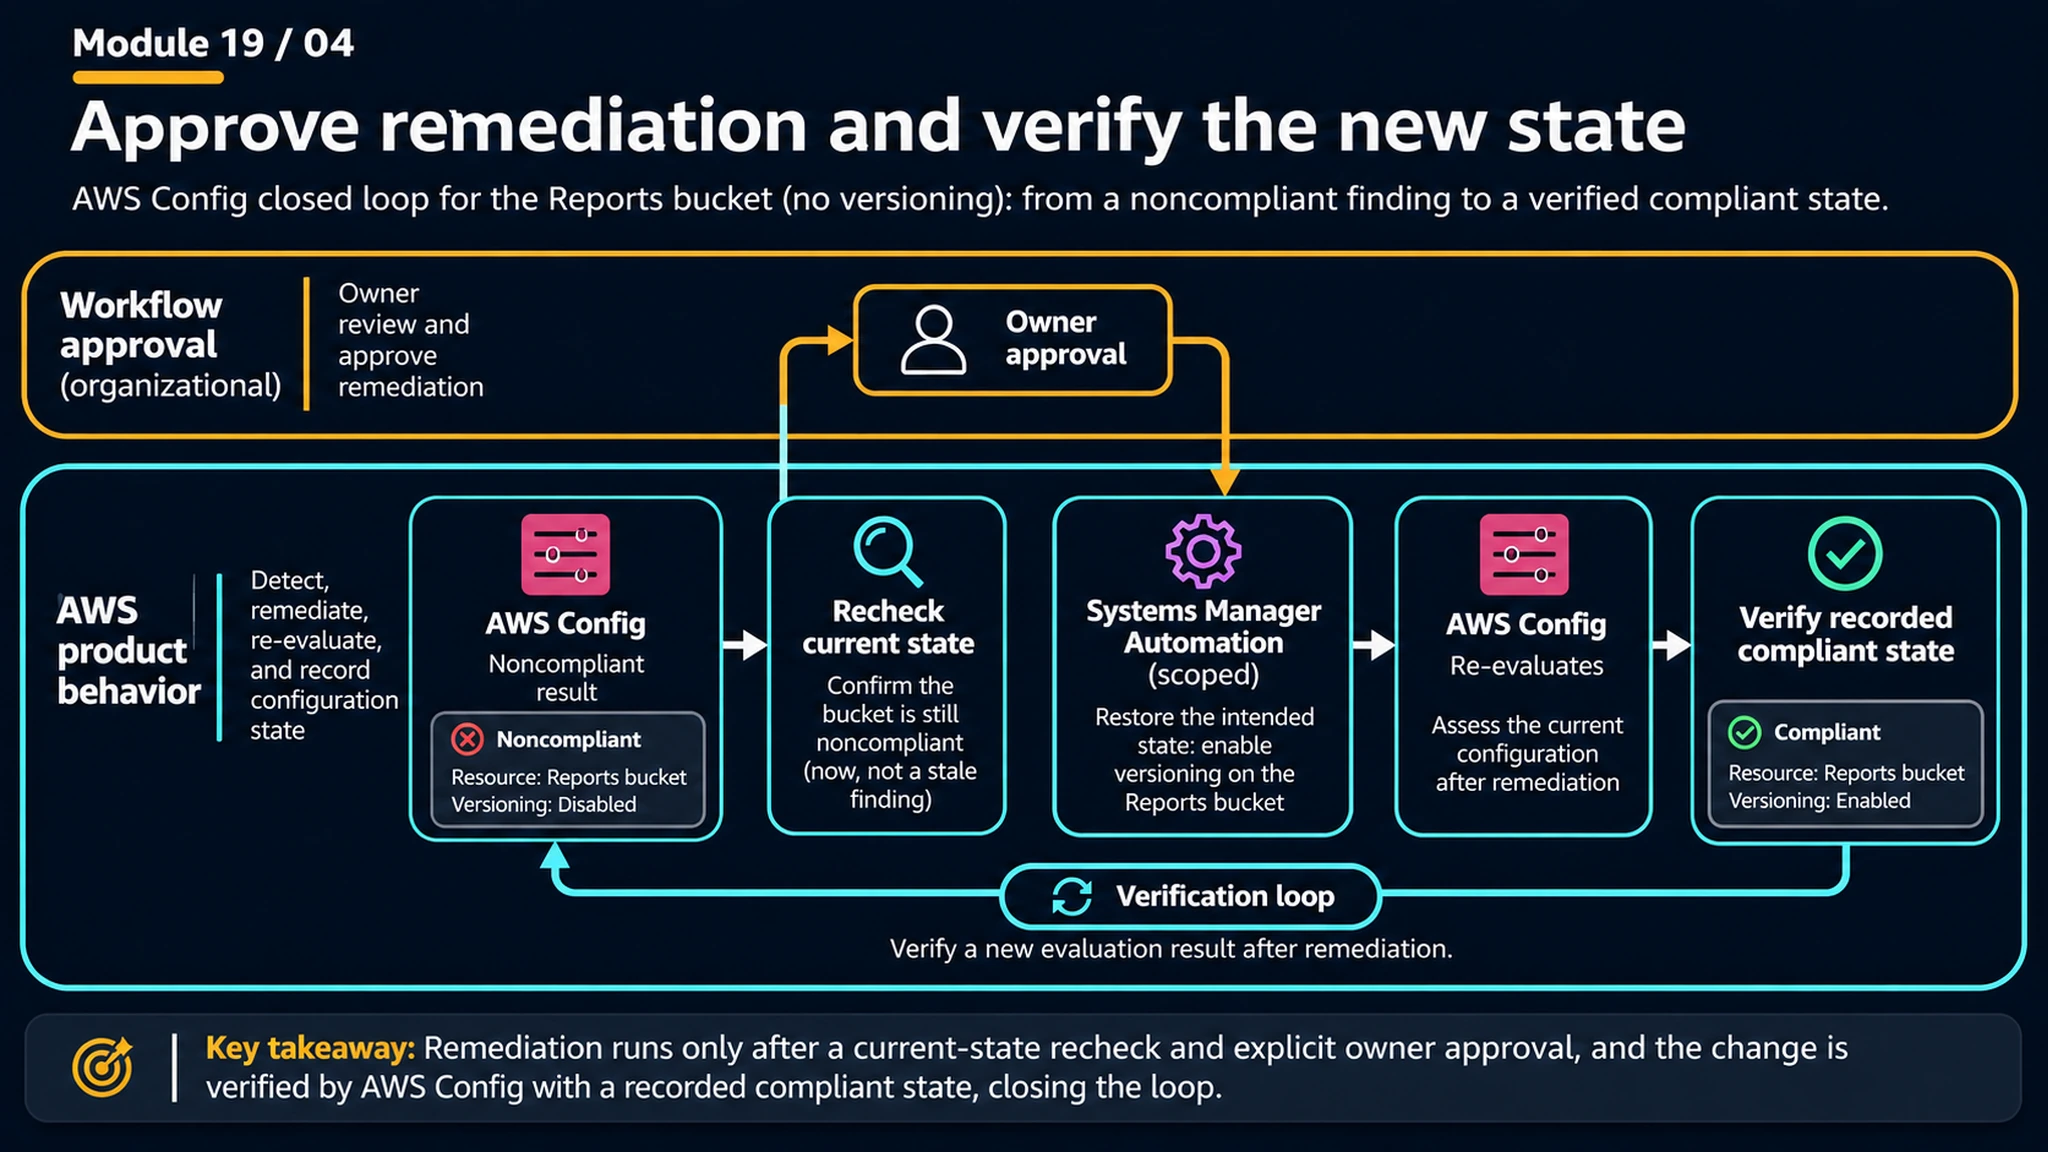 Module 19 / 04
Approve remediation and verify the new state
AWS Config closed loop for the Reports bucket (no versioning): from a noncompliant finding to a verified compliant state.
Workflow
approval
(organizational)
Owner
review and
approve
remediation
Owner
approval
AWS
product
behavior
Detect,
remediate,
re-evaluate,
and record
configuration
state
AWS Config
Noncompliant
result
Noncompliant
Resource: Reports bucket
Versioning: Disabled
Recheck
current state
Confirm the
bucket is still
noncompliant
(now, not a stale
finding)
Systems Manager
Automation
(scoped)
Restore the intended
state: enable
versioning on the
Reports bucket
AWS Config
Re-evaluates
Assess the current
configuration
after remediation
Verify recorded
compliant state
Compliant
Resource: Reports bucket
Versioning: Enabled
Verification loop
Verify a new evaluation result after remediation.
Key takeaway: Remediation runs only after a current-state recheck and explicit owner approval, and the change is
verified by AWS Config with a recorded compliant state, closing the loop.